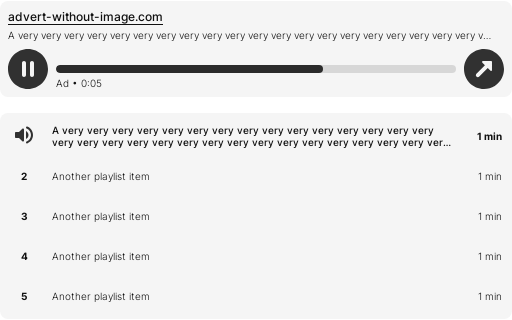 advert-without-image.com
A very very very very very very very very very very very very very very very very very very very v...
Ad • 0:05
A very very very very very very very very very very very very very very very
very very very very very very very very very very very very very very very ver...
1 min
2 Another playlist item 1 min
3 Another playlist item 1 min
4 Another playlist item 1 min
5 Another playlist item 1 min